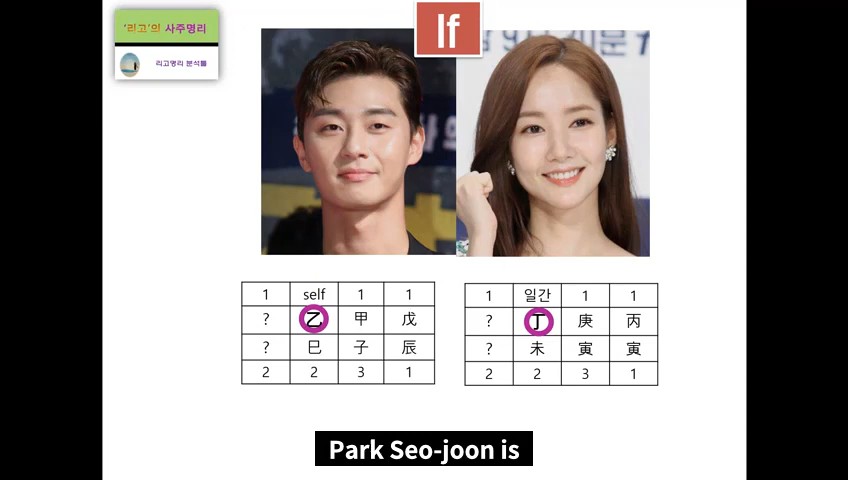 '리고'의 사주명리
리고명리 분석툴
If
1 self 1 1
? 乙 甲 戊
? 巳 子 辰
2 2 3 1
1 일간 1 1
? 丁 庚 丙
? 未 寅 寅
2 2 3 1
Park Seo-joon is